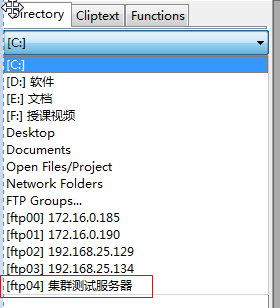 Directory Cliptext Functions
[C:]
[C:]
[D:] 软件
[E:] 文档
[F:] 授课视频
Desktop
Documents
Open Files/Project
Network Folders
FTP Groups...
[ftp00] 172.16.0.185
[ftp01] 172.16.0.190
[ftp02] 192.168.25.129
[ftp03] 192.168.25.134
[ftp04] 集群测试服务器